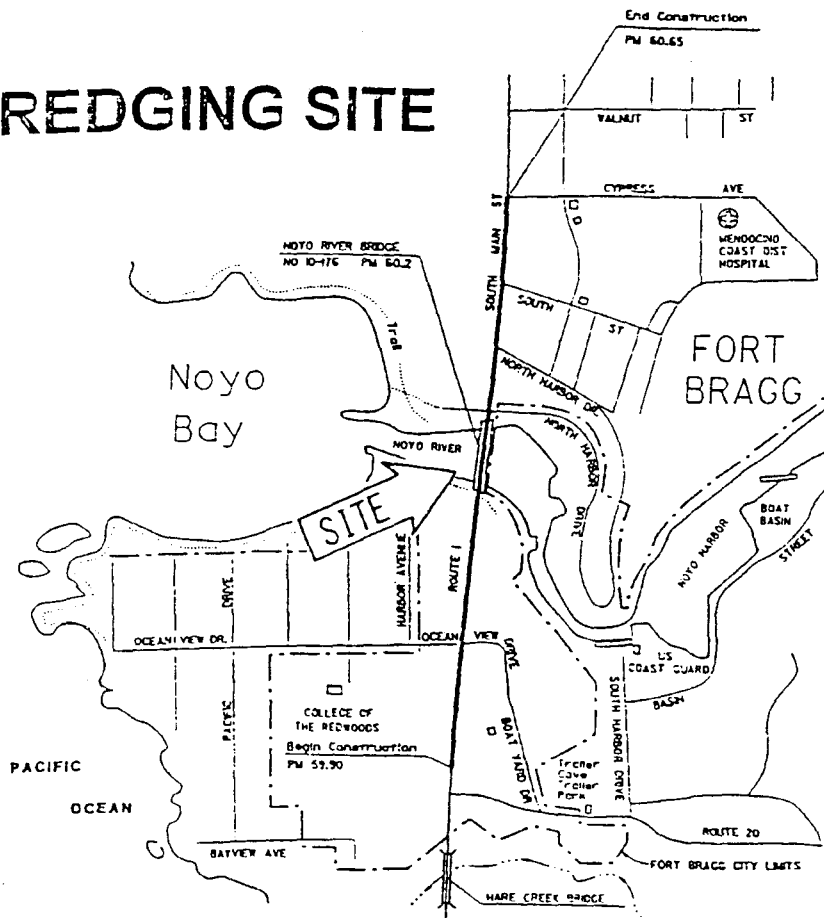 End Construction
PM 60.65
REDGING SITE
WALNUT ST
CYPRESS AVE
MENDOCINO
COAST DIST
HOSPITAL
NOYO RIVER BRIDGE
NO 10-176 PM 60.2
SOUTH MAIN ST
SOUTH ST
Trail
Noyo
Bay
FORT
BRAGG
NORTH HARBOR DR.
NORTH HARBOR DRIVE
NOYO RIVER
SITE
BOAT
BASIN
NOYO HARBOR
STREET
ROUTE 1
HARBOR AVENUE
PACIFIC DRIVE
OCEAN VIEW DR.
OCEAN VIEW DRIVE
US
COAST GUARD
BASIN
SOUTH HARBOR DRIVE
COLLEGE OF
THE REDWOODS
Begin Construction
PM 59.90
BOAT YARD DR
Trailer
Cove
Trailer
Park
PACIFIC
OCEAN
ROUTE 20
BAYVIEW AVE
FORT BRAGG CITY LIMITS
HARE CREEK BRIDGE